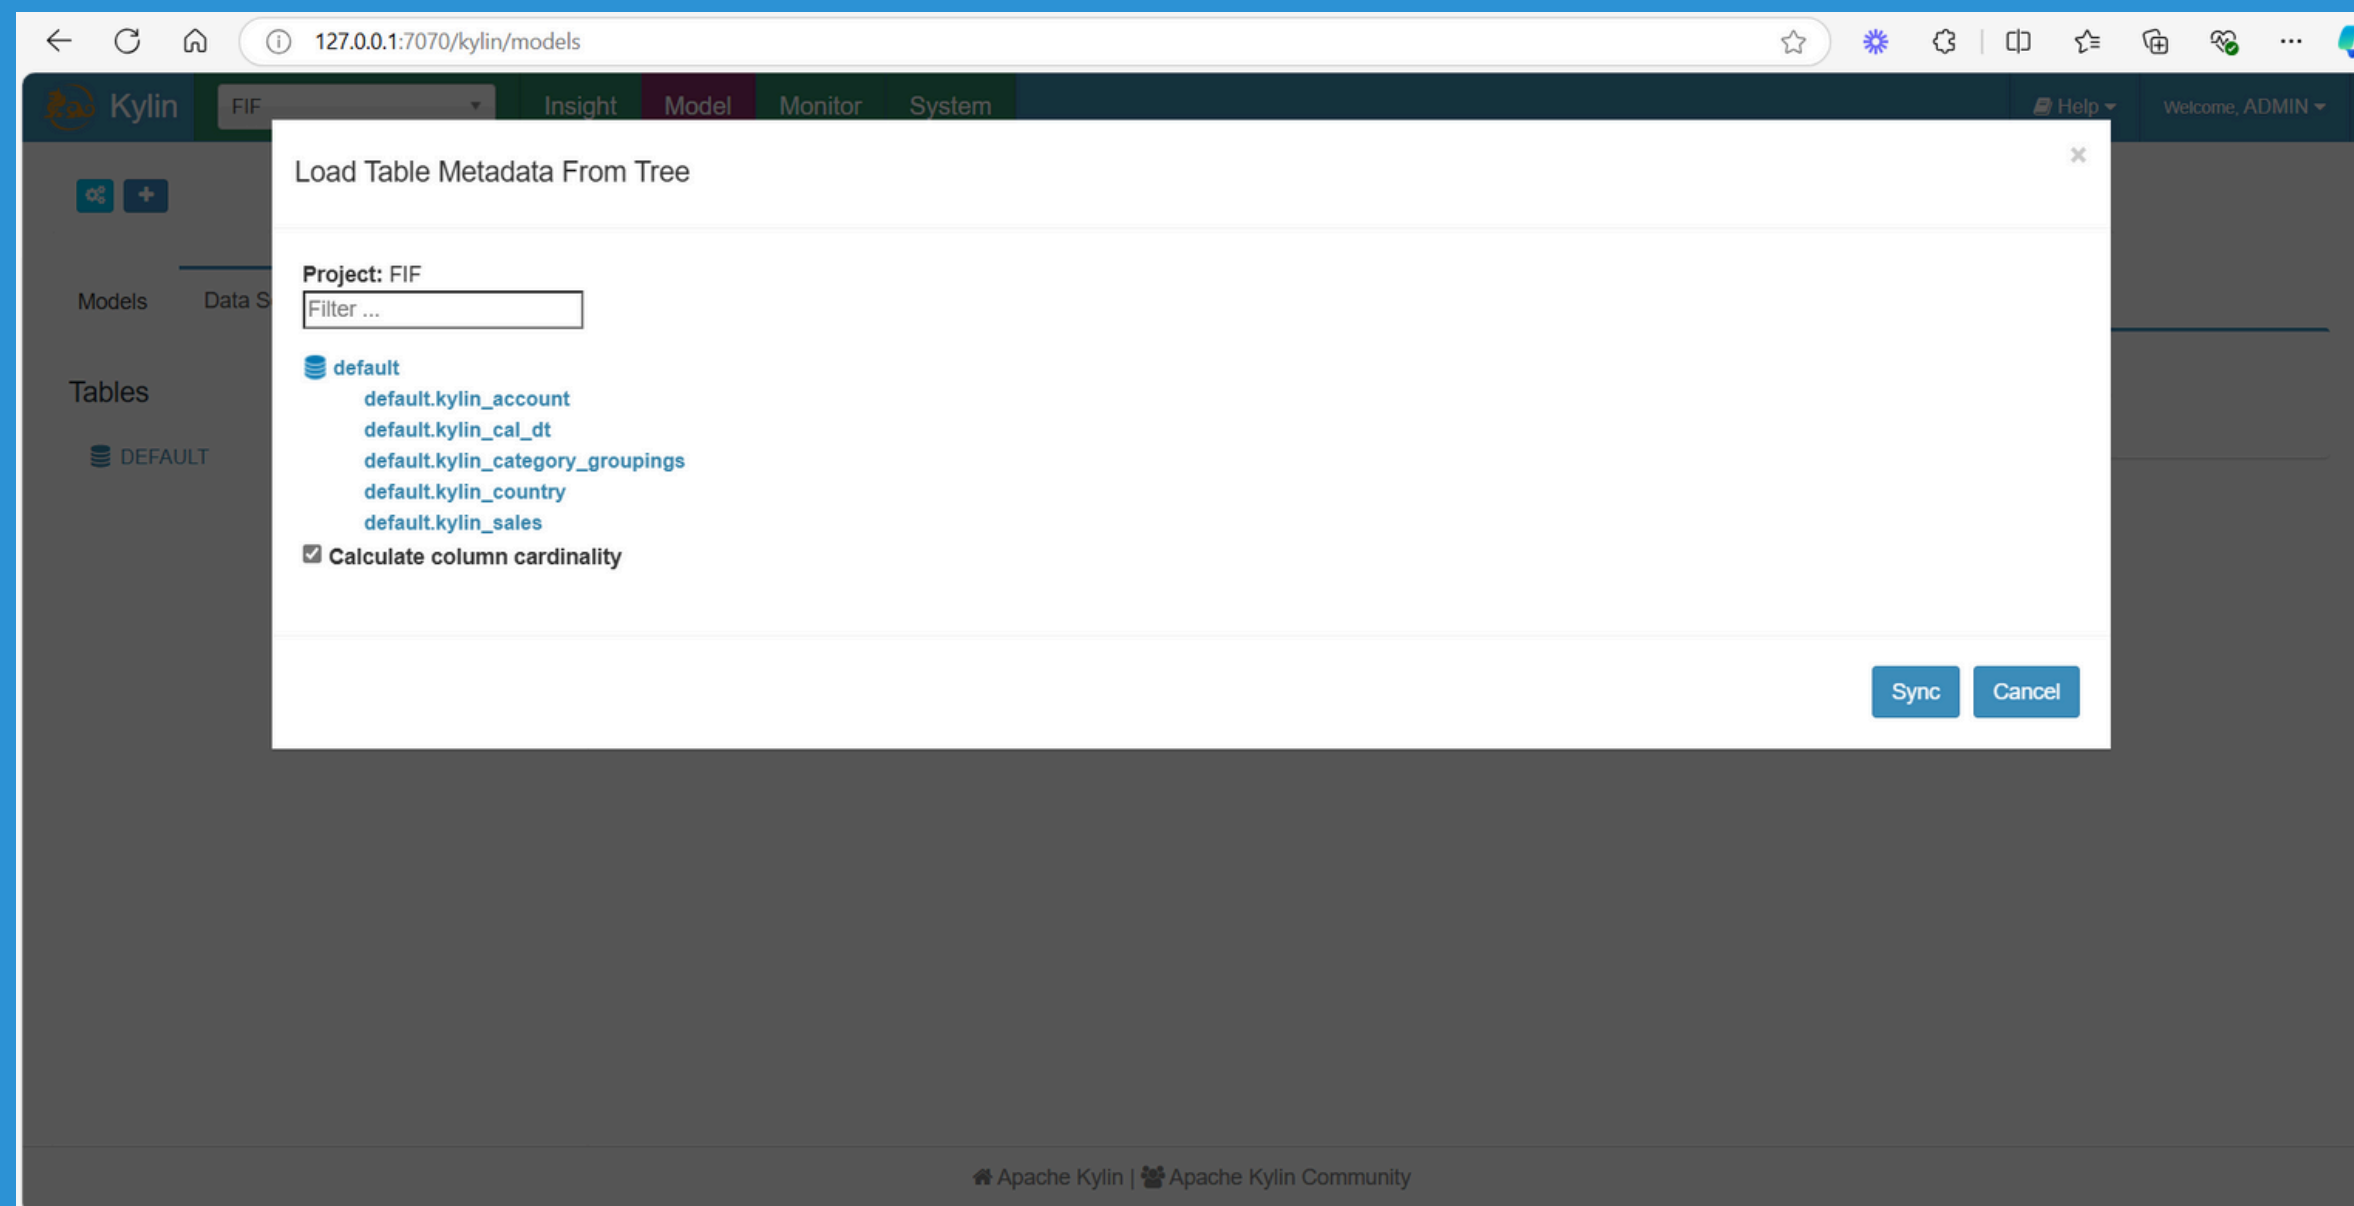 127.0.0.1:7070/kylin/models
Kylin FIF Insight Model Monitor System Help Welcome, ADMIN
Load Table Metadata From Tree
Project: FIF
Models Data S
Filter ...
default
default.kylin_account
Tables
default.kylin_cal_dt
DEFAULT
default.kylin_category_groupings
default.kylin_country
default.kylin_sales
Calculate column cardinality
Sync Cancel
Apache Kylin | Apache Kylin Community